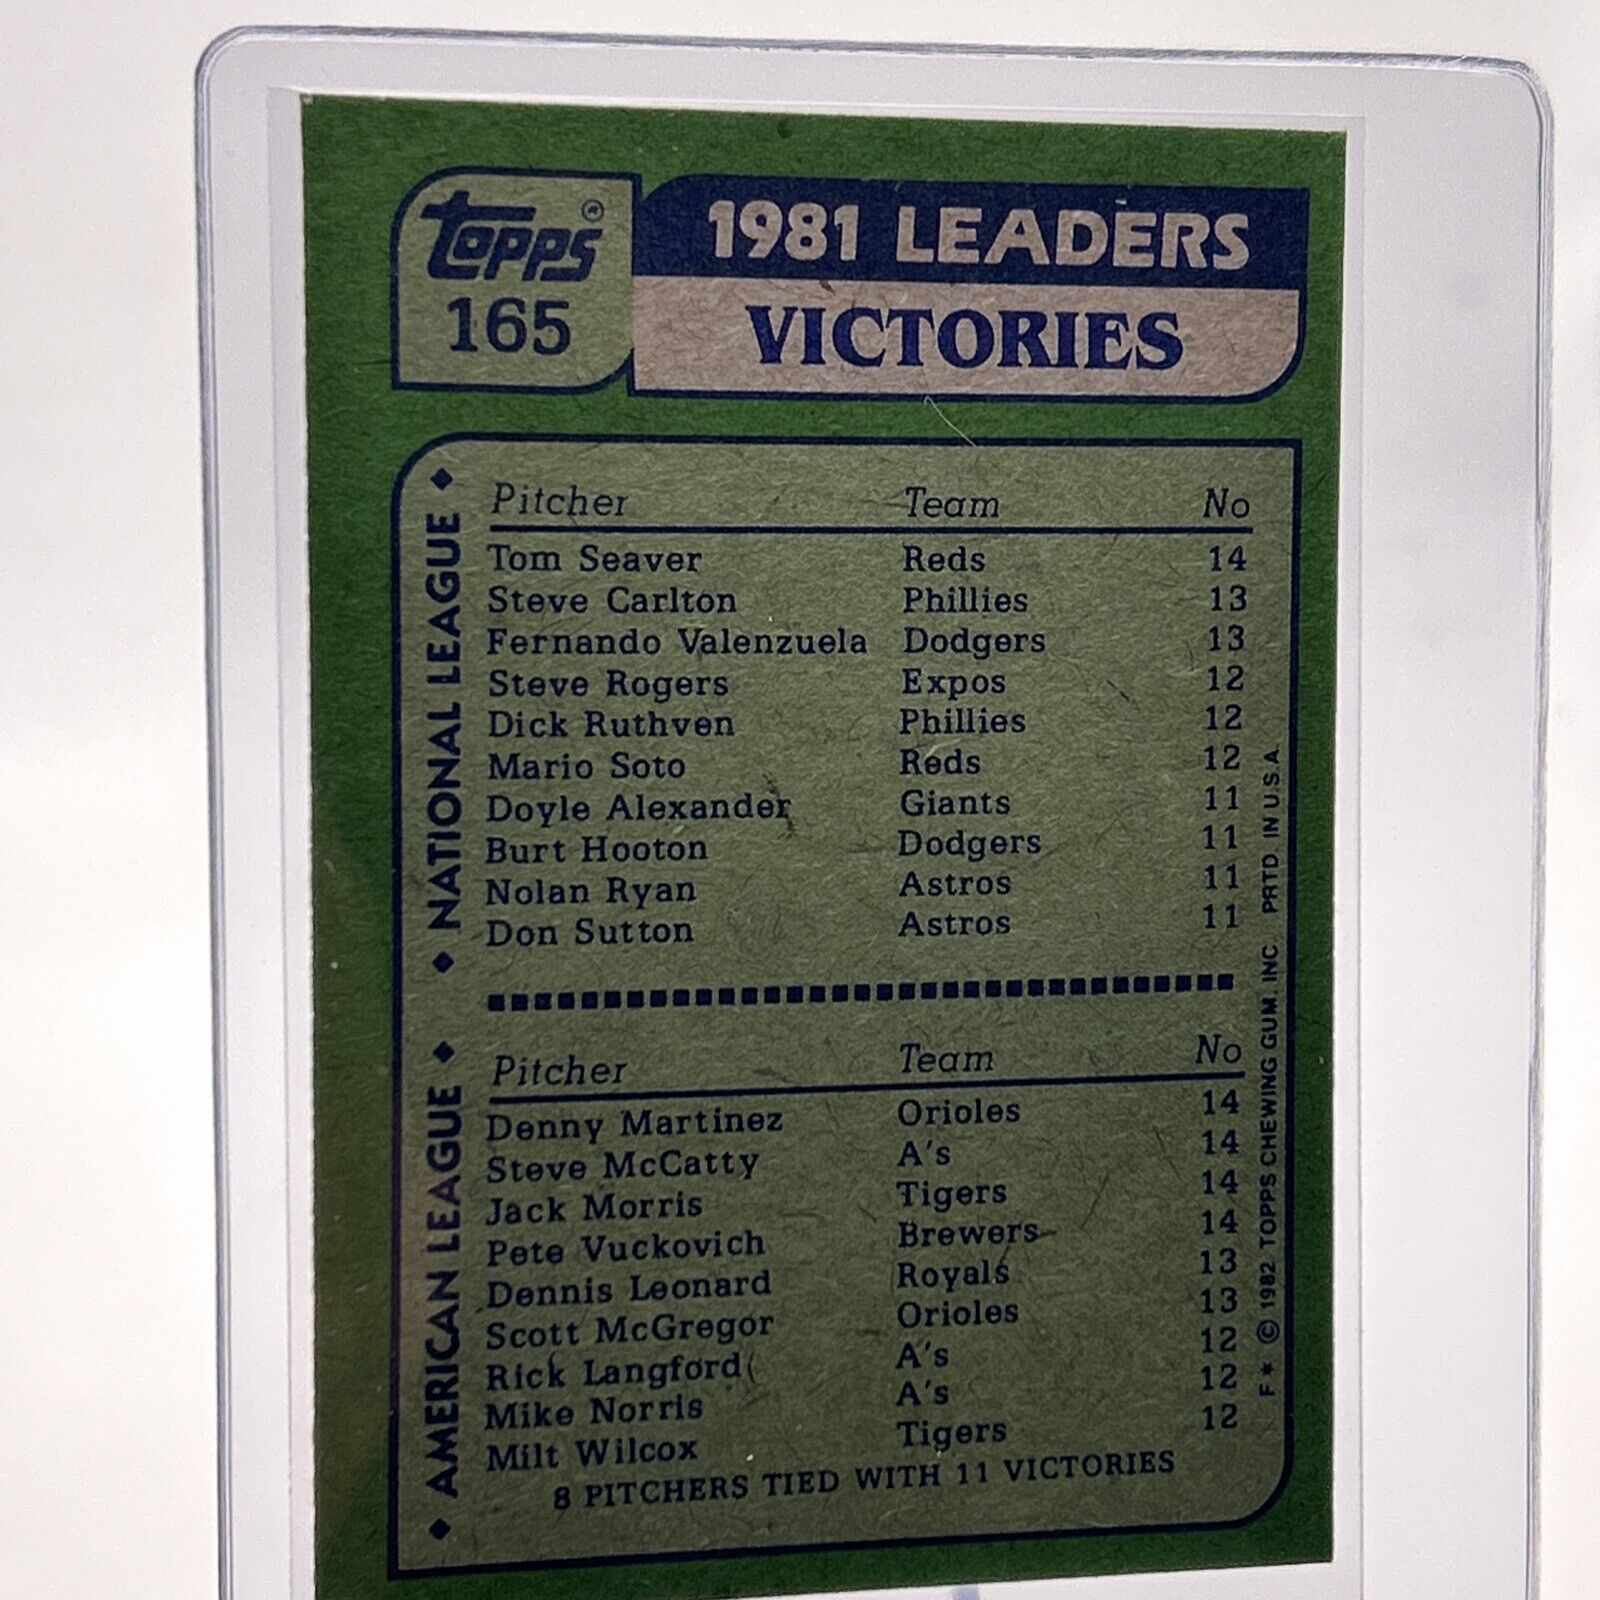 Topps ®
165
1981 LEADERS
VICTORIES
◆ NATIONAL LEAGUE ◆
Pitcher Team No
Tom Seaver Reds 14
Steve Carlton Phillies 13
Fernando Valenzuela Dodgers 13
Steve Rogers Expos 12
Dick Ruthven Phillies 12
Mario Soto Reds 12
Doyle Alexander Giants 11
Burt Hooton Dodgers 11
Nolan Ryan Astros 11
Don Sutton Astros 11
◆ AMERICAN LEAGUE ◆
Pitcher Team No
Denny Martinez Orioles 14
Steve McCatty A's 14
Jack Morris Tigers 14
Pete Vuckovich Brewers 14
Dennis Leonard Royals 13
Scott McGregor Orioles 13
Rick Langford A's 12
Mike Norris A's 12
Milt Wilcox Tigers 12
8 PITCHERS TIED WITH 11 VICTORIES
F★ © 1982 TOPPS CHEWING GUM, INC. PRTD. IN U.S.A.